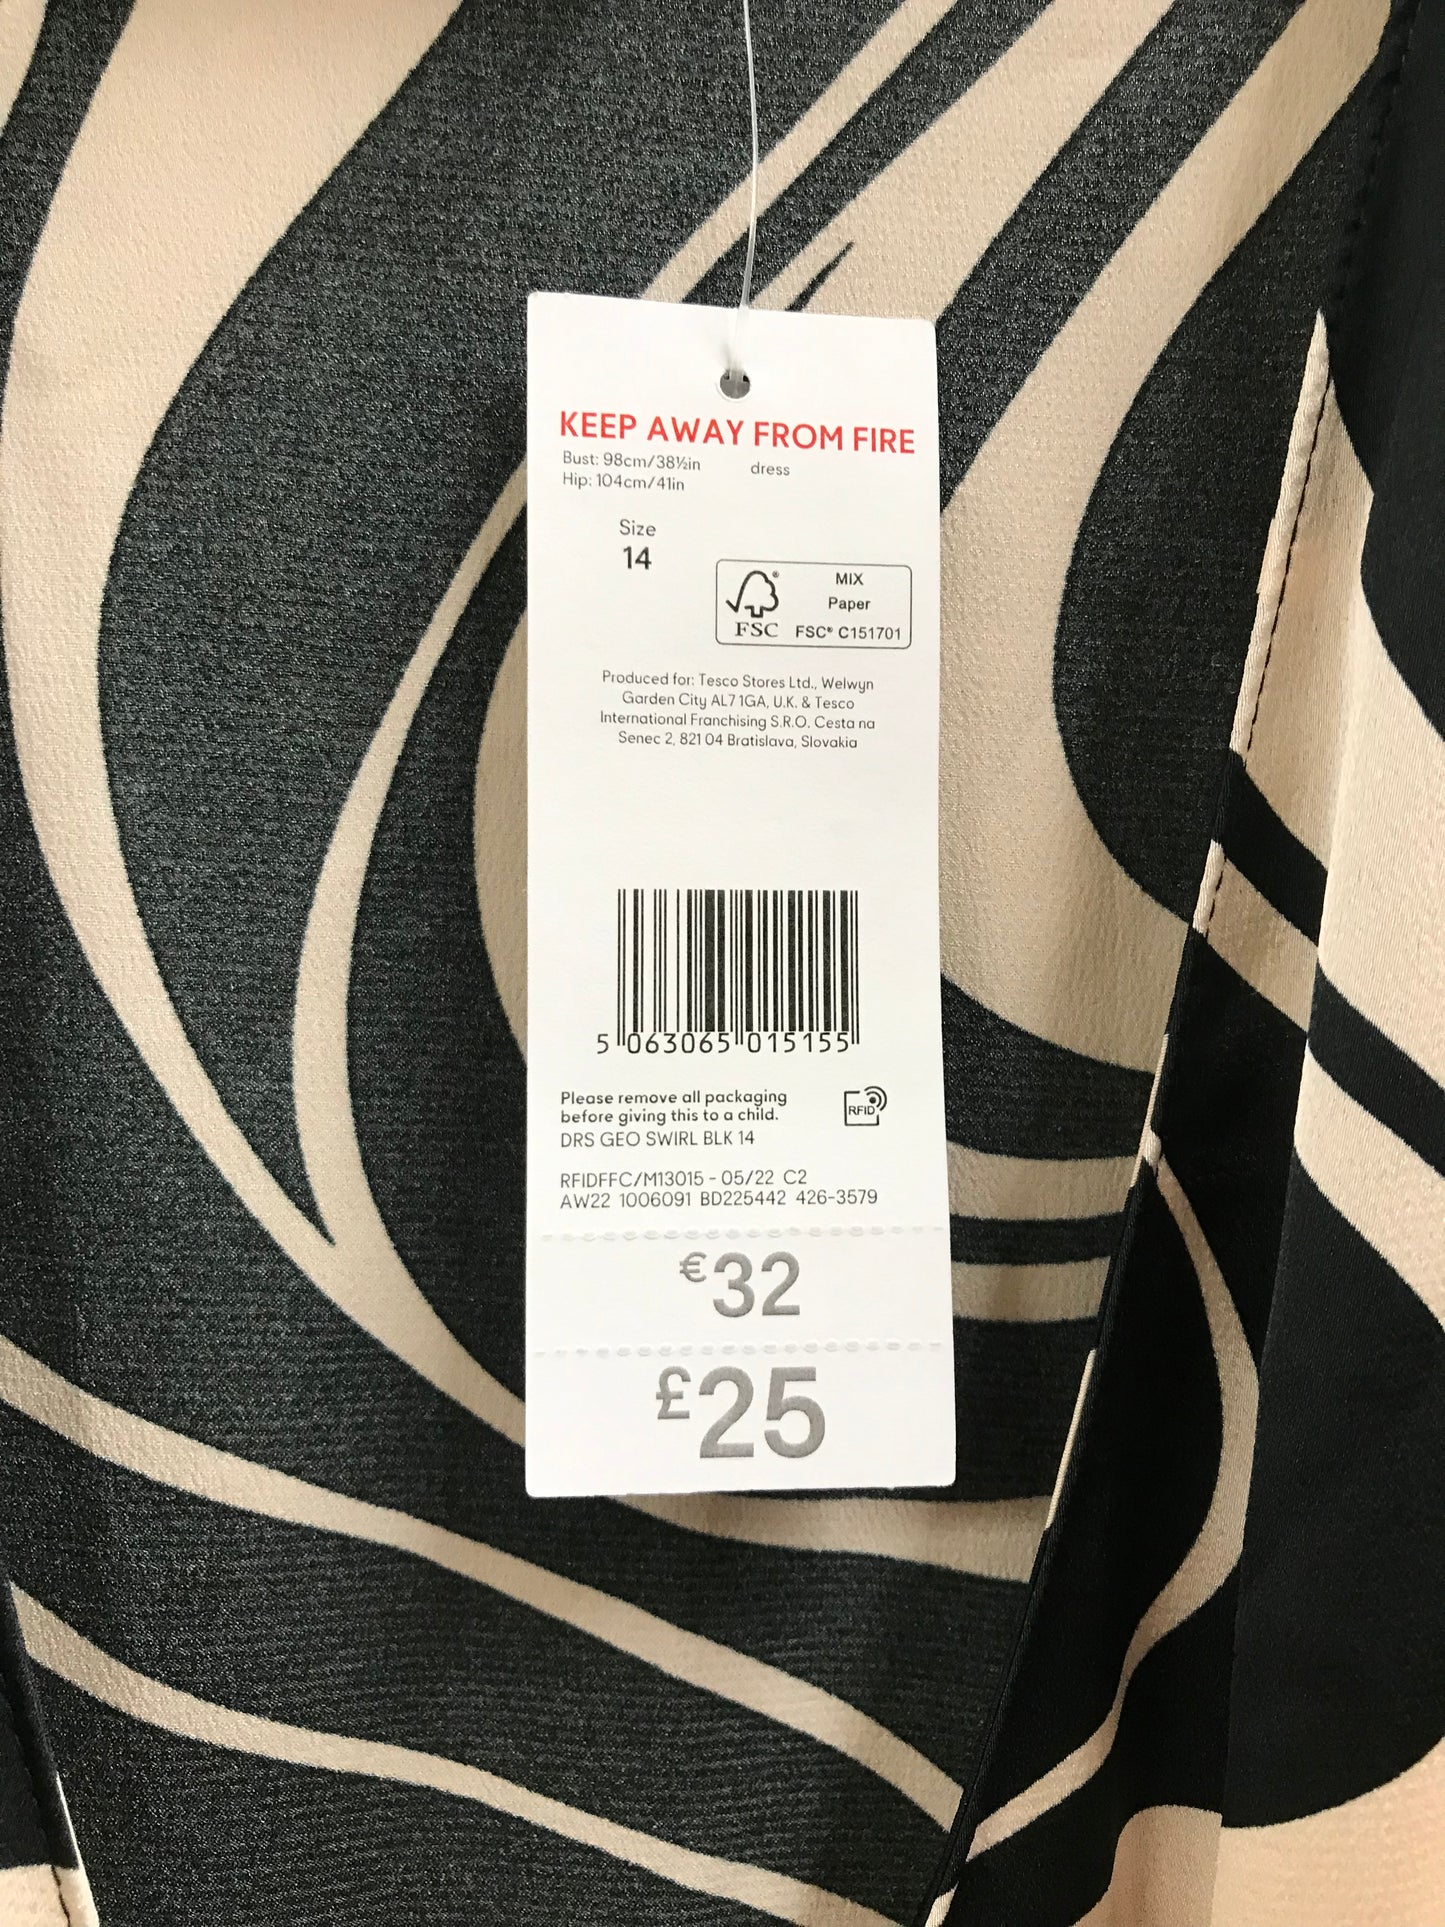 KEEP AWAY FROM FIRE
Bust: 98cm/38½in dress
Hip: 104cm/41in
Size
14
MIX
Paper
FSC® C151701
FSC
Produced for: Tesco Stores Ltd., Welwyn
Garden City AL7 1GA, U.K. & Tesco
International Franchising S.R.O. Cesta na
Senec 2, 821 04 Bratislava, Slovakia
5 063065 015155
Please remove all packaging
before giving this to a child.
RFID
DRS GEO SWIRL BLK 14
RFIDFFC/M13015 - 05/22 C2
AW22 1006091 BD225442 426-3579
€32
£25